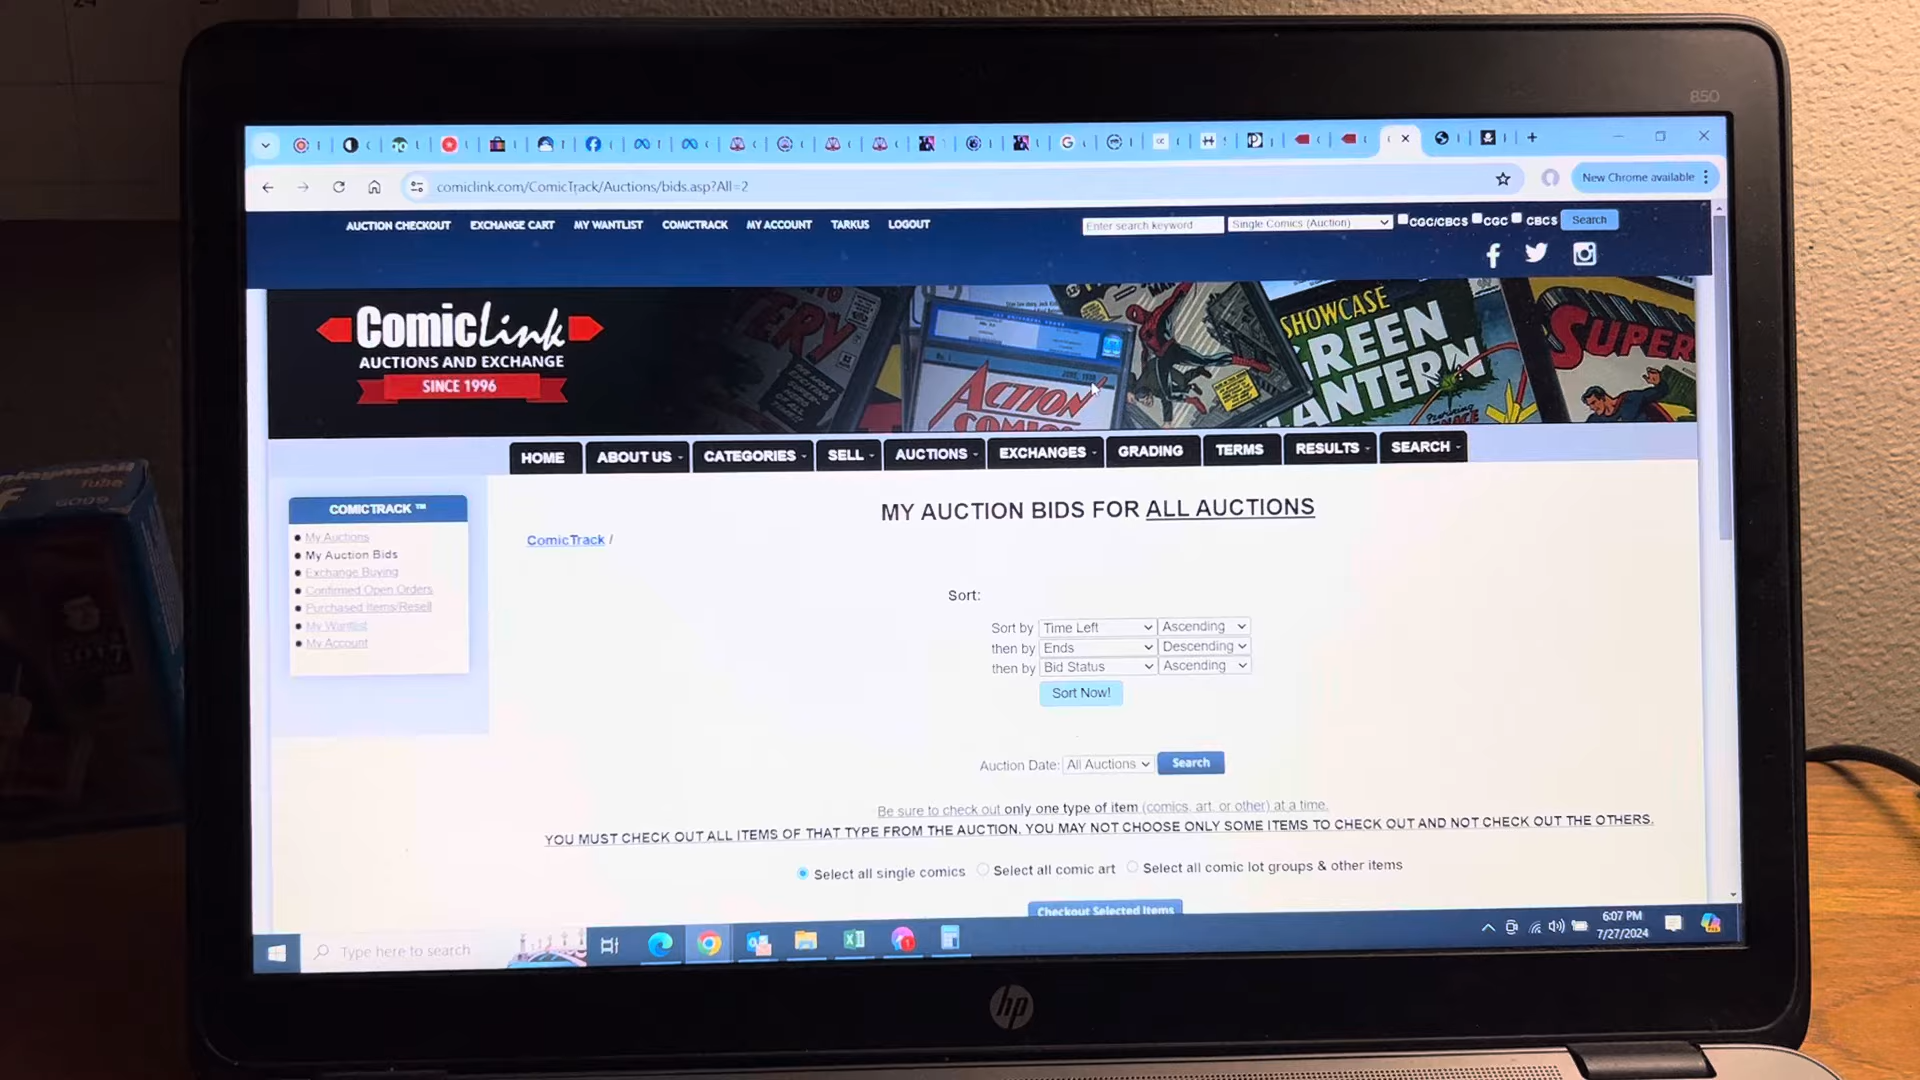 850
comiclink.com/ComicTrack/Auctions/bids.asp?All=2
New Chrome available
AUCTION CHECKOUT EXCHANGE CART MY WANTLIST COMICTRACK MY ACCOUNT TARKUS LOGOUT
Enter search keyword Single Comics (Auction) CGC/CBCS CGC CBCS Search
ComicLink
AUCTIONS AND EXCHANGE
SINCE 1996
ACTION
COMICS
SHOWCASE
GREEN
LANTERN
SUPER
HOME ABOUT US CATEGORIES SELL AUCTIONS EXCHANGES GRADING TERMS RESULTS SEARCH
COMICTRACK ™
My Auctions
My Auction Bids
Exchange Buying
Confirmed Open Orders
Purchased Items/Resell
My Wantlist
My Account
MY AUCTION BIDS FOR ALL AUCTIONS
ComicTrack /
Sort:
Sort by Time Left Ascending
then by Ends Descending
then by Bid Status Ascending
Sort Now!
Auction Date: All Auctions Search
Be sure to check out only one type of item (comics, art, or other) at a time.
YOU MUST CHECK OUT ALL ITEMS OF THAT TYPE FROM THE AUCTION. YOU MAY NOT CHOOSE ONLY SOME ITEMS TO CHECK OUT AND NOT CHECK OUT THE OTHERS.
Select all single comics Select all comic art Select all comic lot groups & other items
Checkout Selected Items
Type here to search
6:07 PM
7/27/2024
hp
playmobil
6099